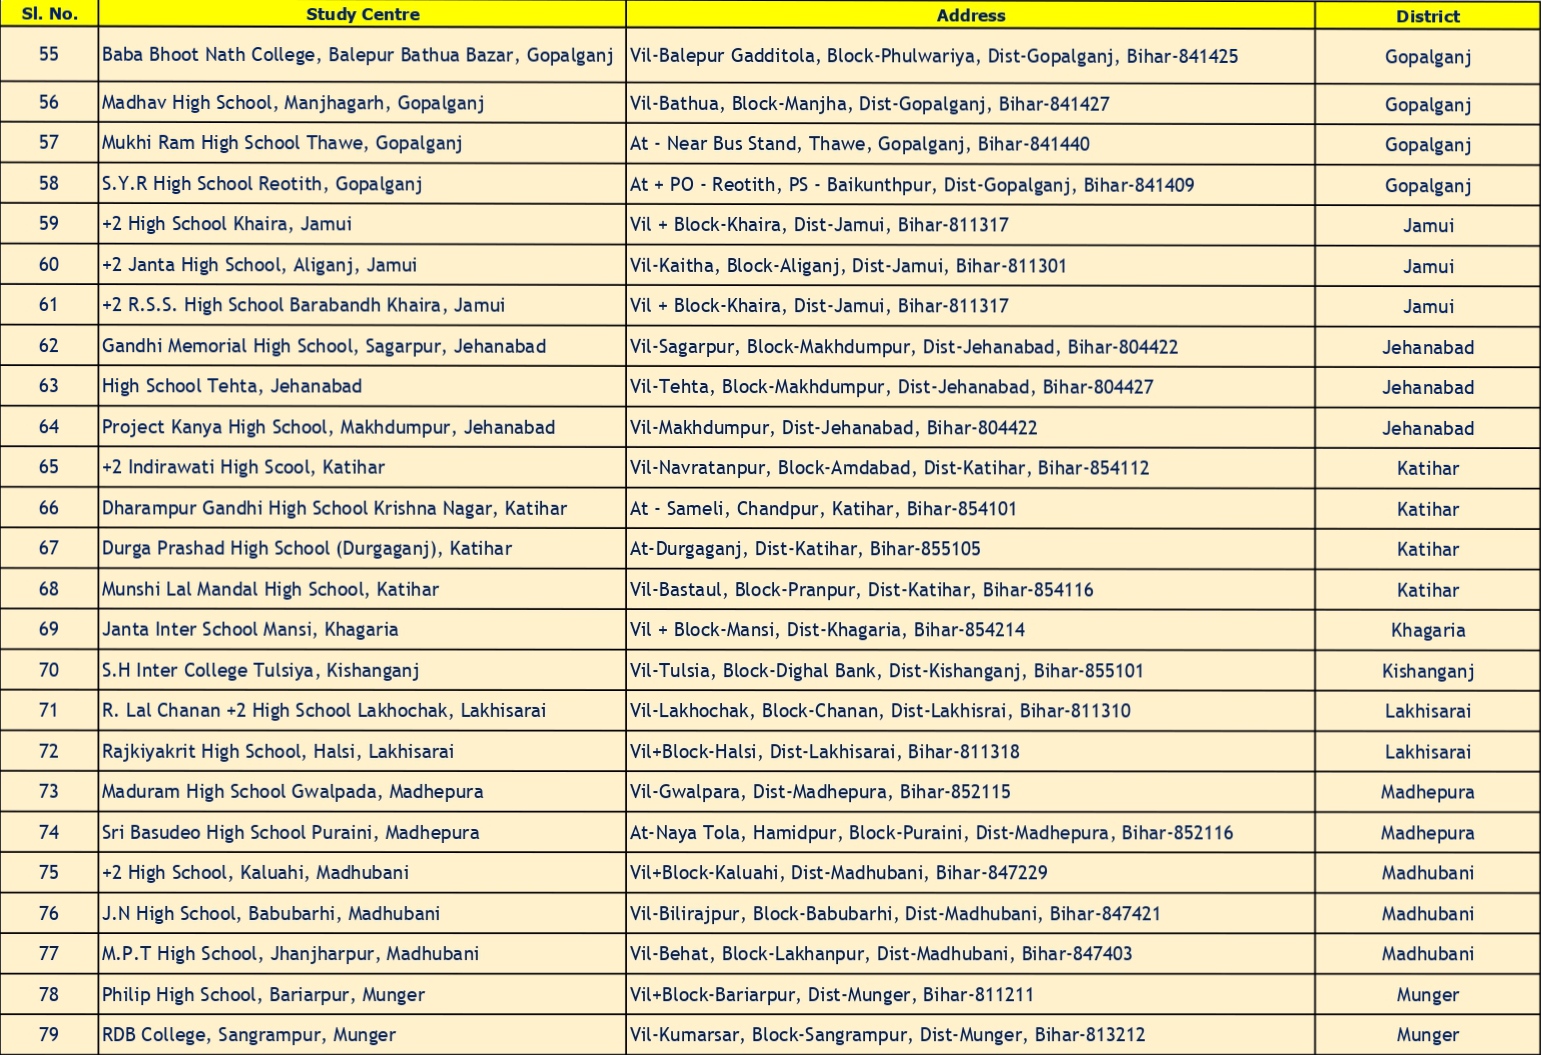 Sl. No. Study Centre Address District
55 Baba Bhoot Nath College, Balepur Bathua Bazar, Gopalganj Vil-Balepur Gadditola, Block-Phulwariya, Dist-Gopalganj, Bihar-841425 Gopalganj
56 Madhav High School, Manjhagarh, Gopalganj Vil-Bathua, Block-Manjha, Dist-Gopalganj, Bihar-841427 Gopalganj
57 Mukhi Ram High School Thawe, Gopalganj At - Near Bus Stand, Thawe, Gopalganj, Bihar-841440 Gopalganj
58 S.Y.R High School Reotith, Gopalganj At + PO - Reotith, PS - Baikunthpur, Dist-Gopalganj, Bihar-841409 Gopalganj
59 +2 High School Khaira, Jamui Vil + Block-Khaira, Dist-Jamui, Bihar-811317 Jamui
60 +2 Janta High School, Aliganj, Jamui Vil-Kaitha, Block-Aliganj, Dist-Jamui, Bihar-811301 Jamui
61 +2 R.S.S. High School Barabandh Khaira, Jamui Vil + Block-Khaira, Dist-Jamui, Bihar-811317 Jamui
62 Gandhi Memorial High School, Sagarpur, Jehanabad Vil-Sagarpur, Block-Makhdumpur, Dist-Jehanabad, Bihar-804422 Jehanabad
63 High School Tehta, Jehanabad Vil-Tehta, Block-Makhdumpur, Dist-Jehanabad, Bihar-804427 Jehanabad
64 Project Kanya High School, Makhdumpur, Jehanabad Vil-Makhdumpur, Dist-Jehanabad, Bihar-804422 Jehanabad
65 +2 Indirawati High Scool, Katihar Vil-Navratanpur, Block-Amdabad, Dist-Katihar, Bihar-854112 Katihar
66 Dharampur Gandhi High School Krishna Nagar, Katihar At - Sameli, Chandpur, Katihar, Bihar-854101 Katihar
67 Durga Prashad High School (Durgaganj), Katihar At-Durgaganj, Dist-Katihar, Bihar-855105 Katihar
68 Munshi Lal Mandal High School, Katihar Vil-Bastaul, Block-Pranpur, Dist-Katihar, Bihar-854116 Katihar
69 Janta Inter School Mansi, Khagaria Vil + Block-Mansi, Dist-Khagaria, Bihar-854214 Khagaria
70 S.H Inter College Tulsiya, Kishanganj Vil-Tulsia, Block-Dighal Bank, Dist-Kishanganj, Bihar-855101 Kishanganj
71 R. Lal Chanan +2 High School Lakhochak, Lakhisarai Vil-Lakhochak, Block-Chanan, Dist-Lakhisrai, Bihar-811310 Lakhisarai
72 Rajkiyakrit High School, Halsi, Lakhisarai Vil+Block-Halsi, Dist-Lakhisarai, Bihar-811318 Lakhisarai
73 Maduram High School Gwalpada, Madhepura Vil-Gwalpara, Dist-Madhepura, Bihar-852115 Madhepura
74 Sri Basudeo High School Puraini, Madhepura At-Naya Tola, Hamidpur, Block-Puraini, Dist-Madhepura, Bihar-852116 Madhepura
75 +2 High School, Kaluahi, Madhubani Vil+Block-Kaluahi, Dist-Madhubani, Bihar-847229 Madhubani
76 J.N High School, Babubarhi, Madhubani Vil-Bilirajpur, Block-Babubarhi, Dist-Madhubani, Bihar-847421 Madhubani
77 M.P.T High School, Jhanjharpur, Madhubani Vil-Behat, Block-Lakhanpur, Dist-Madhubani, Bihar-847403 Madhubani
78 Philip High School, Bariarpur, Munger Vil+Block-Bariarpur, Dist-Munger, Bihar-811211 Munger
79 RDB College, Sangrampur, Munger Vil-Kumarsar, Block-Sangrampur, Dist-Munger, Bihar-813212 Munger